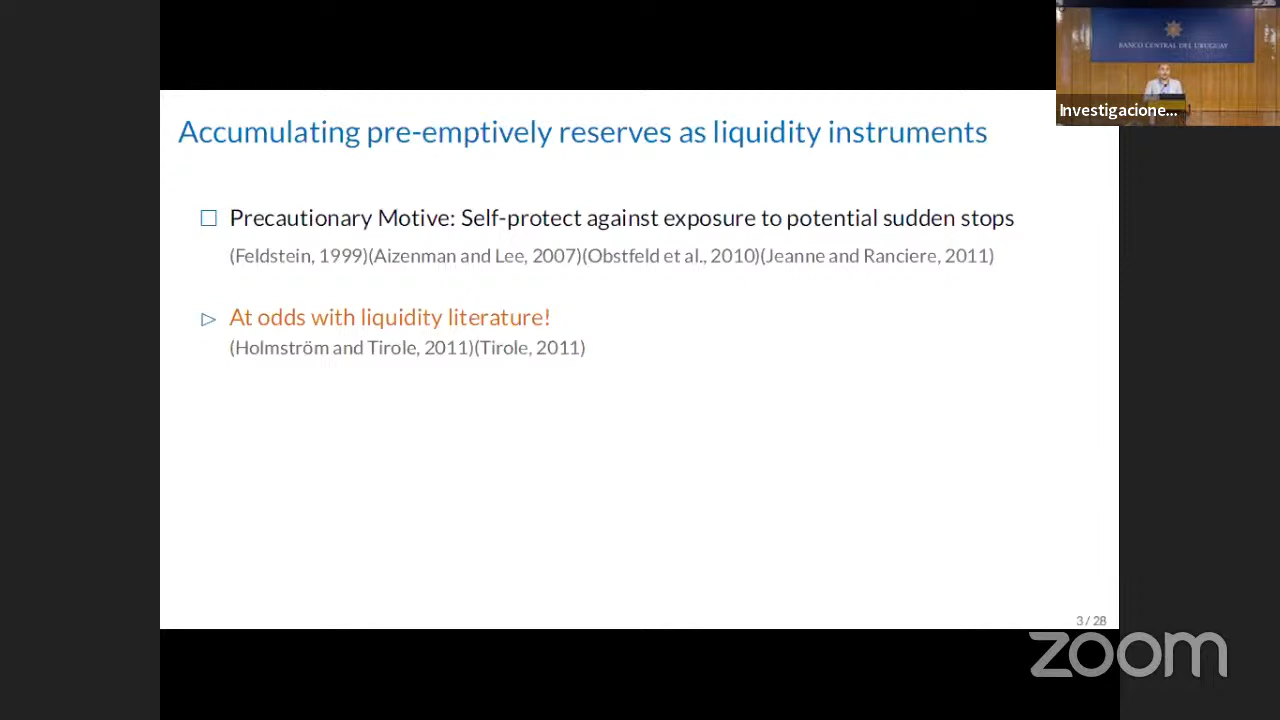 BANCO CENTRAL DEL URUGUAY
Investigacione...
Accumulating pre-emptively reserves as liquidity instruments
Precautionary Motive: Self-protect against exposure to potential sudden stops
(Feldstein, 1999)(Aizenman and Lee, 2007)(Obstfeld et al., 2010)(Jeanne and Ranciere, 2011)
At odds with liquidity literature!
(Holmström and Tirole, 2011)(Tirole, 2011)
3 / 28
zoom